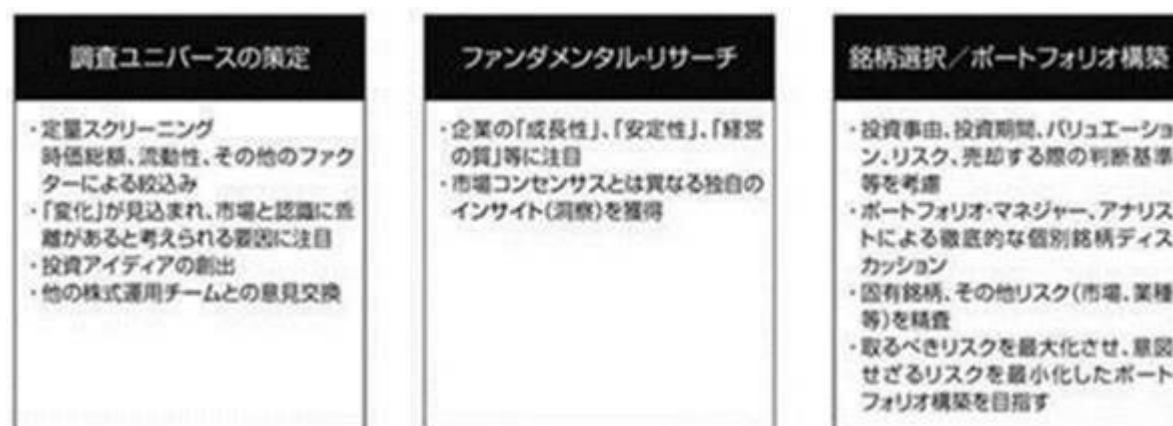 調査ユニバースの策定
・定量スクリーニング
時価総額、流動性、その他のファク
ターによる絞込み
・「変化」が見込まれ、市場と認識に乖
離があると考えられる要因に注目
・投資アイディアの創出
・他の株式運用チームとの意見交換
ファンダメンタル・リサーチ
・企業の「成長性」、「安定性」、「経営
の質」等に注目
・市場コンセンサスとは異なる独自の
インサイト(洞察)を獲得
銘柄選択／ポートフォリオ構築
・投資事由、投資期間、バリュエーショ
ン、リスク、売却する際の判断基準
等を考慮
・ポートフォリオ・マネジャー、アナリス
トによる徹底的な個別銘柄ディス
カッション
・固有銘柄、その他リスク(市場、業種
等)を精査
・取るべきリスクを最大化させ、意図
せざるリスクを最小化したポート
フォリオ構築を目指す